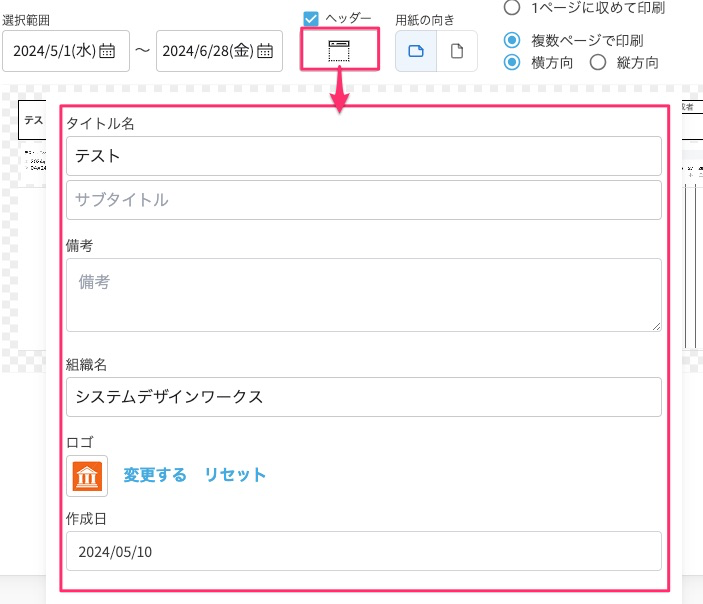 選択範囲
ヘッダー
用紙の向き
1ページに収めて印刷
2024/5/1(水)
～
2024/6/28(金)
複数ページで印刷
横方向
縦方向
テス
タイトル名
テスト
サブタイトル
備考
備考
組織名
システムデザインワークス
ロゴ
変更する
リセット
作成日
2024/05/10